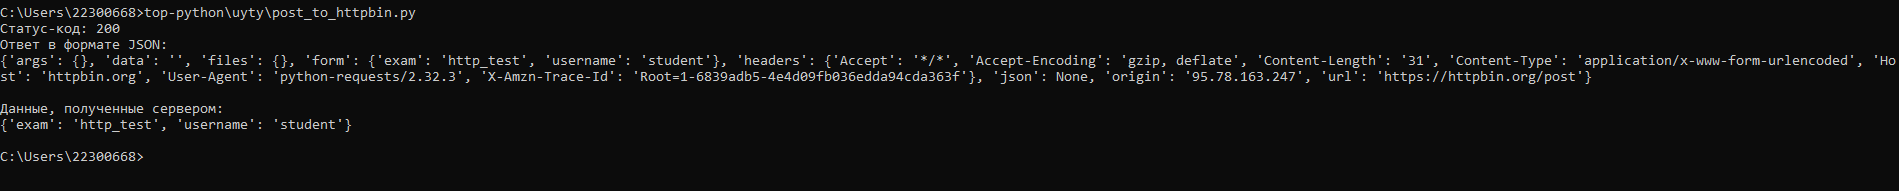 C:\Users\22300668>top-python\uyty\post_to_httpbin.py
Статус-код: 200
Ответ в формате JSON:
{'args': {}, 'data': '', 'files': {}, 'form': {'exam': 'http_test', 'username': 'student'}, 'headers': {'Accept': '*/*', 'Accept-Encoding': 'gzip, deflate', 'Content-Length': '31', 'Content-Type': 'application/x-www-form-urlencoded', 'Ho
st': 'httpbin.org', 'User-Agent': 'python-requests/2.32.3', 'X-Amzn-Trace-Id': 'Root=1-6839adb5-4e4d09fb036edda94cda363f'}, 'json': None, 'origin': '95.78.163.247', 'url': 'https://httpbin.org/post'}
Данные, полученные сервером:
{'exam': 'http_test', 'username': 'student'}
C:\Users\22300668>